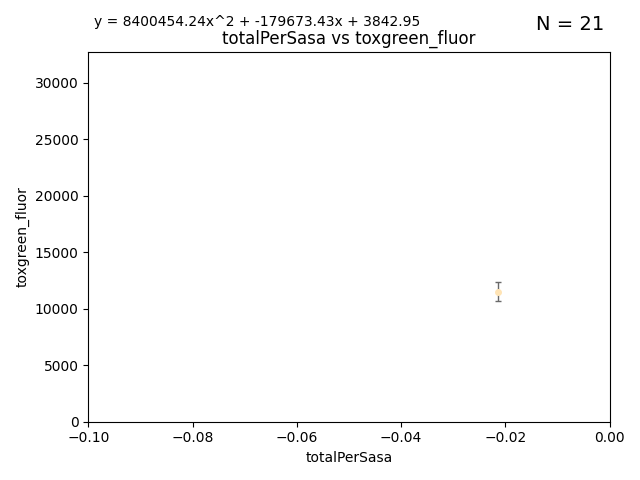 y = 8400454.24x^2 + -179673.43x + 3842.95
N = 21
totalPerSasa vs toxgreen_fluor
30000
25000
20000
15000
10000
5000
0
toxgreen_fluor
−0.10
−0.08
−0.06
−0.04
−0.02
0.00
totalPerSasa